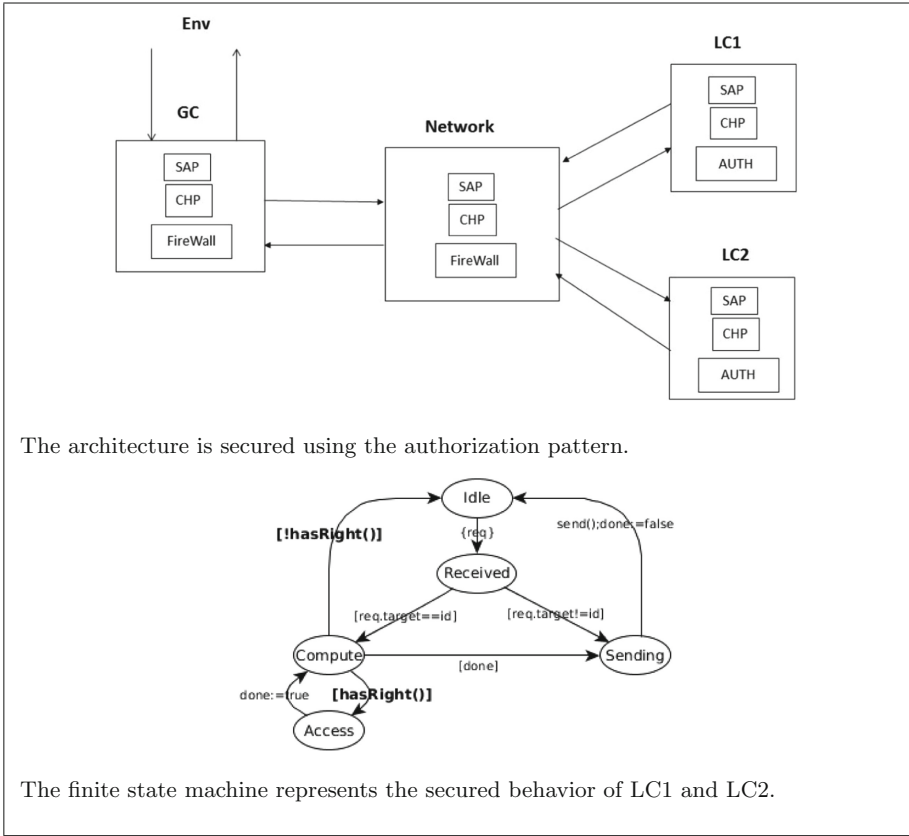 Env
LC1
SAP
CHP
AUTH
GC
SAP
CHP
FireWall
Network
SAP
CHP
FireWall
LC2
SAP
CHP
AUTH
The architecture is secured using the authorization pattern.
Idle
[!hasRight()]
{req}
send();done:=false
Received
[req.target==id]
[req.target!=id]
Compute
[done]
Sending
done:=true
[hasRight()]
Access
The finite state machine represents the secured behavior of LC1 and LC2.